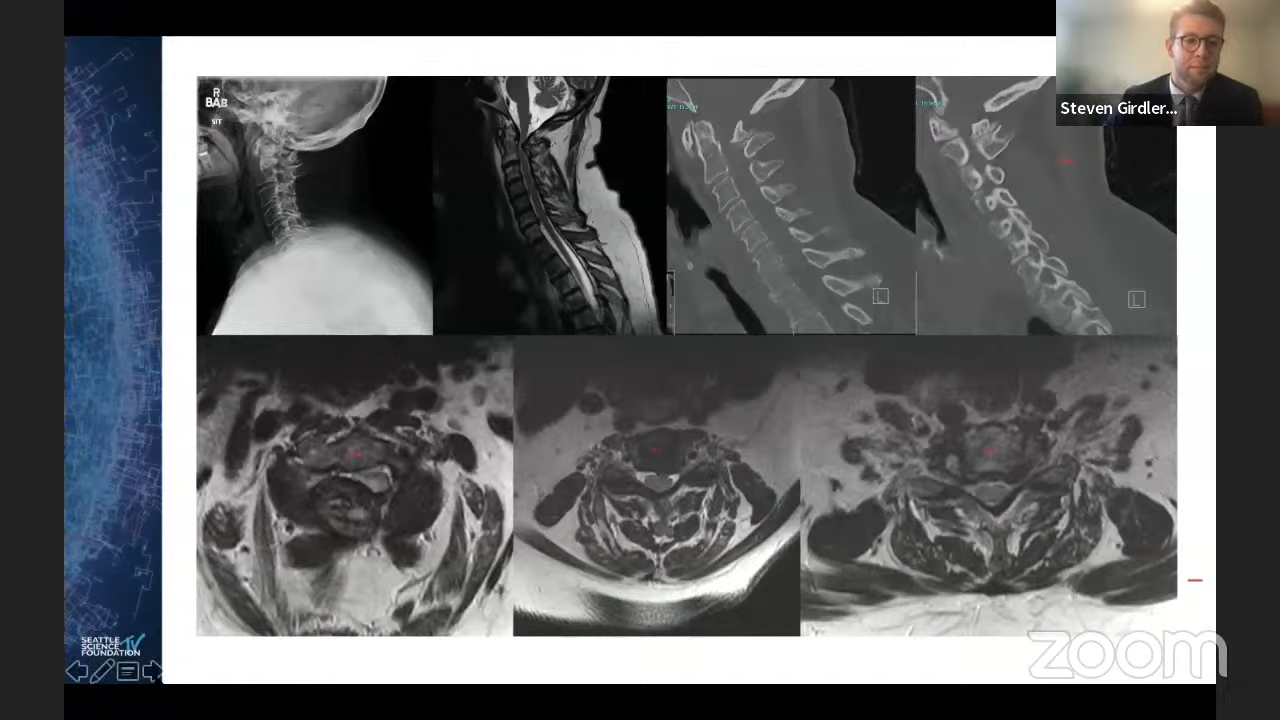 Steven Girdler...
R
BAB
SIT
L
L
SEATTLE
SCIENCE TV
FOUNDATION
zoom